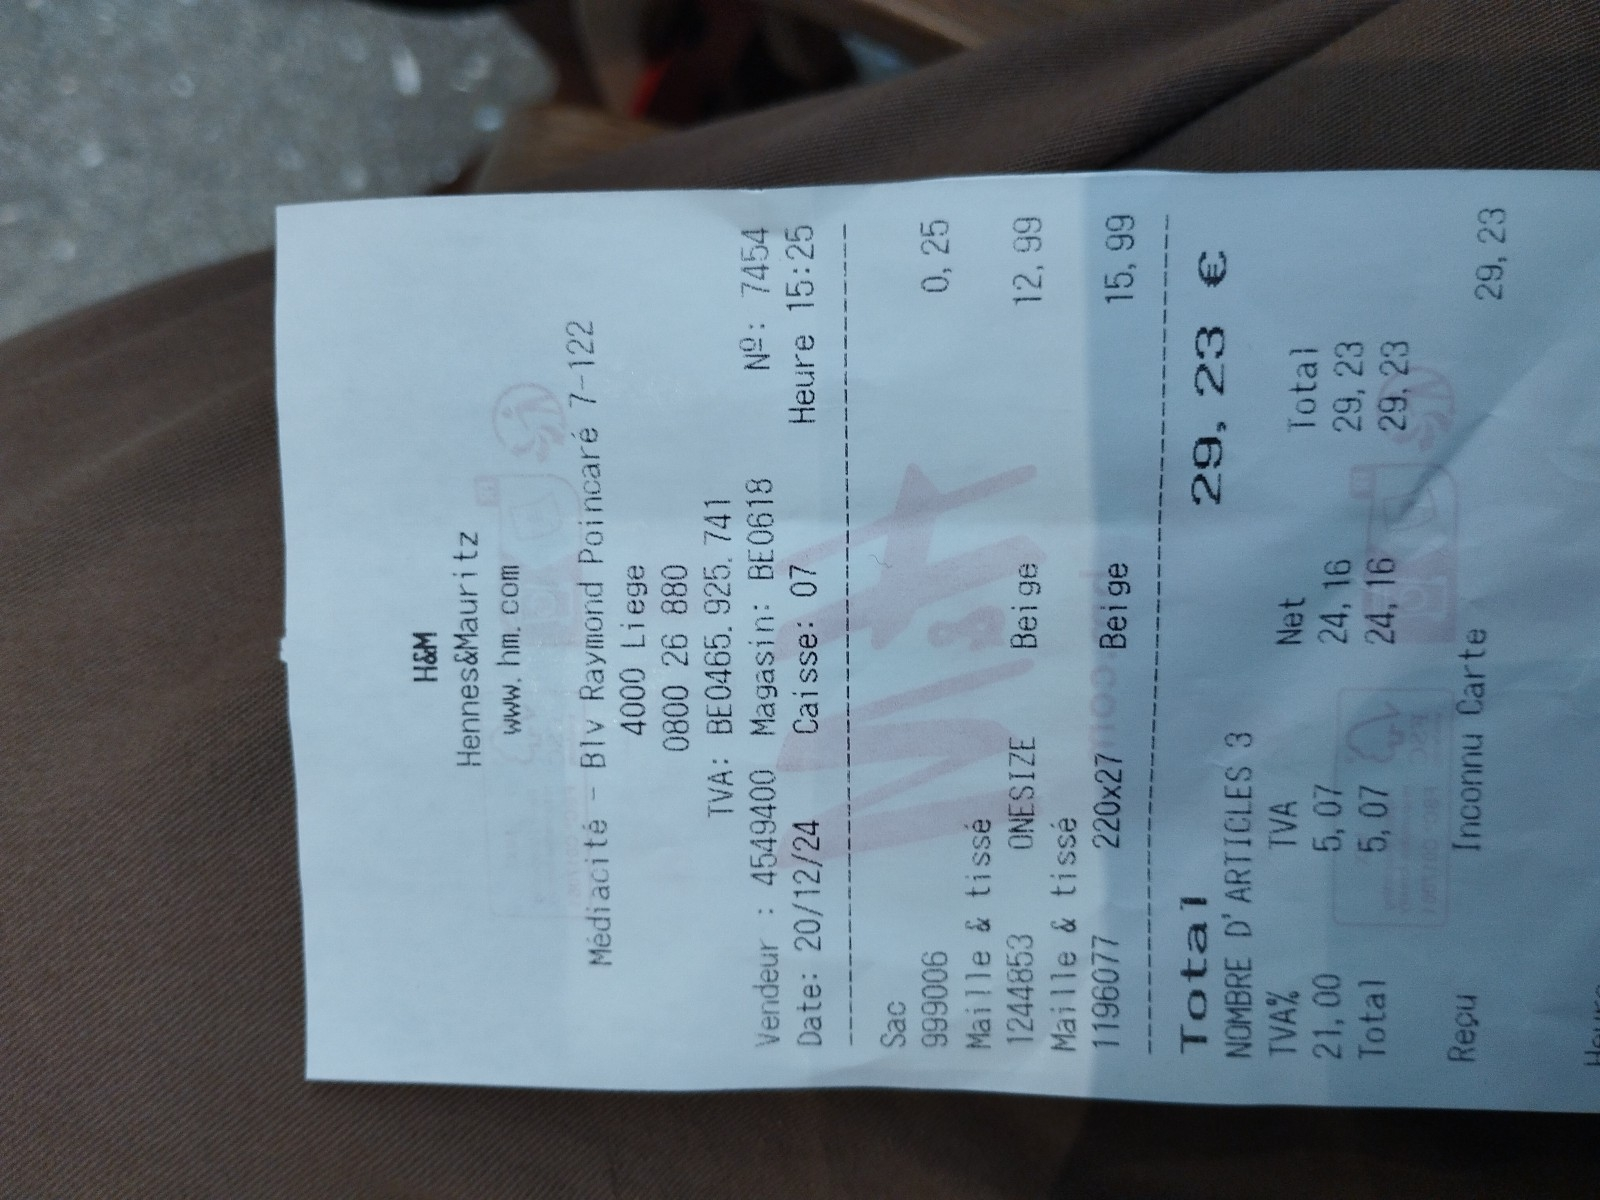 H&M
Hennes&Mauritz
www.hm.com
Médiacité - Blv Raymond Poincaré 7-122
4000 Liege
0800 26 880
TVA: BE0465.925.741
Vendeur : 4549400 Magasin: BE0618 Nº: 7454
Date: 20/12/24 Caisse: 07 Heure 15:25
Sac
999006 0,25
Maille & tissé
1244853 ONESIZE Beige 12,99
Maille & tissé
1196077 220x27 Beige 15,99
Total 29,23 €
NOMBRE D'ARTICLES 3
TVA% TVA Net Total
21,00 5,07 24,16 29,23
Total 5,07 24,16 29,23
Reçu Inconnu Carte 29,23